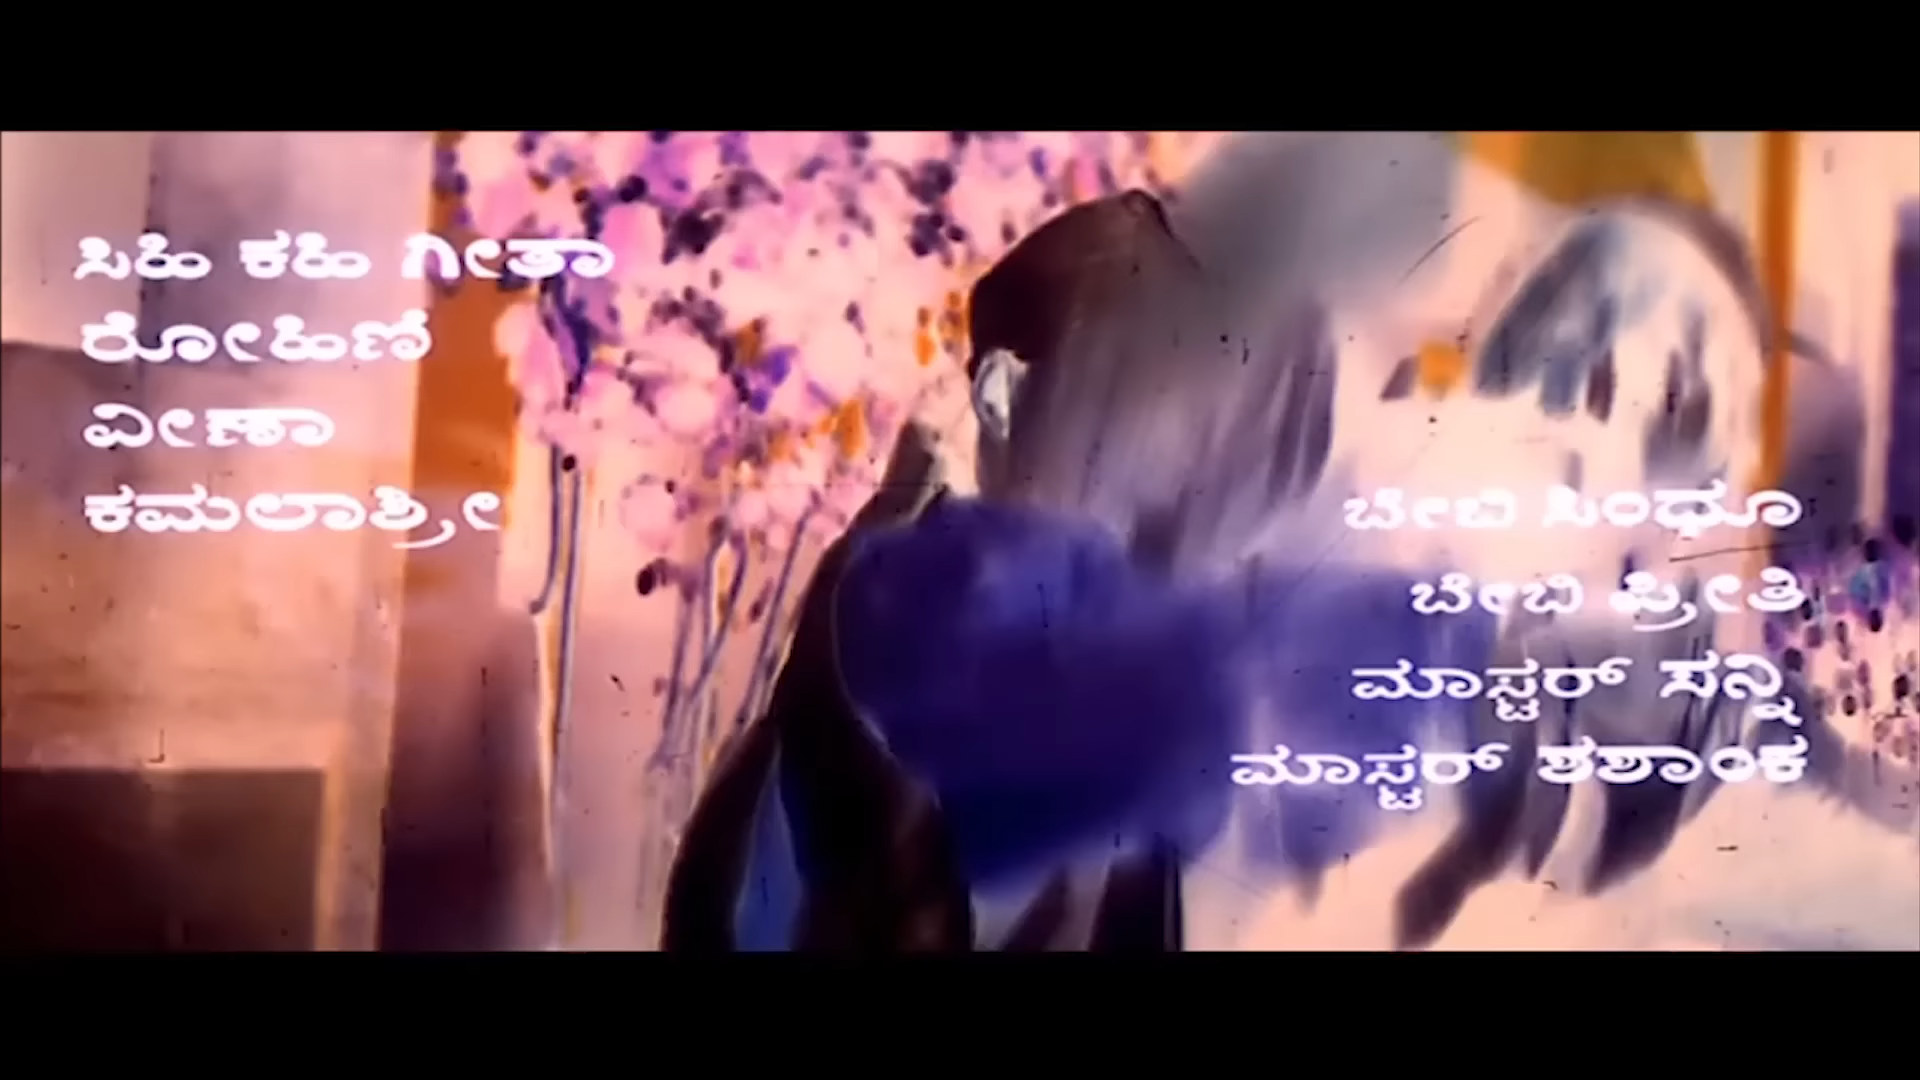 ಸಿಹಿ ಕಹಿ ಗೀತಾ
ರೋಹಿಣಿ
ವೀಣಾ
ಕಮಲಾಶ್ರೀ
ಬೇಬಿ ಸಿಂಧೂ
ಬೇಬಿ ಪ್ರೀತಿ
ಮಾಸ್ಟರ್ ಸನ್ನಿ
ಮಾಸ್ಟರ್ ಶಶಾಂಕ